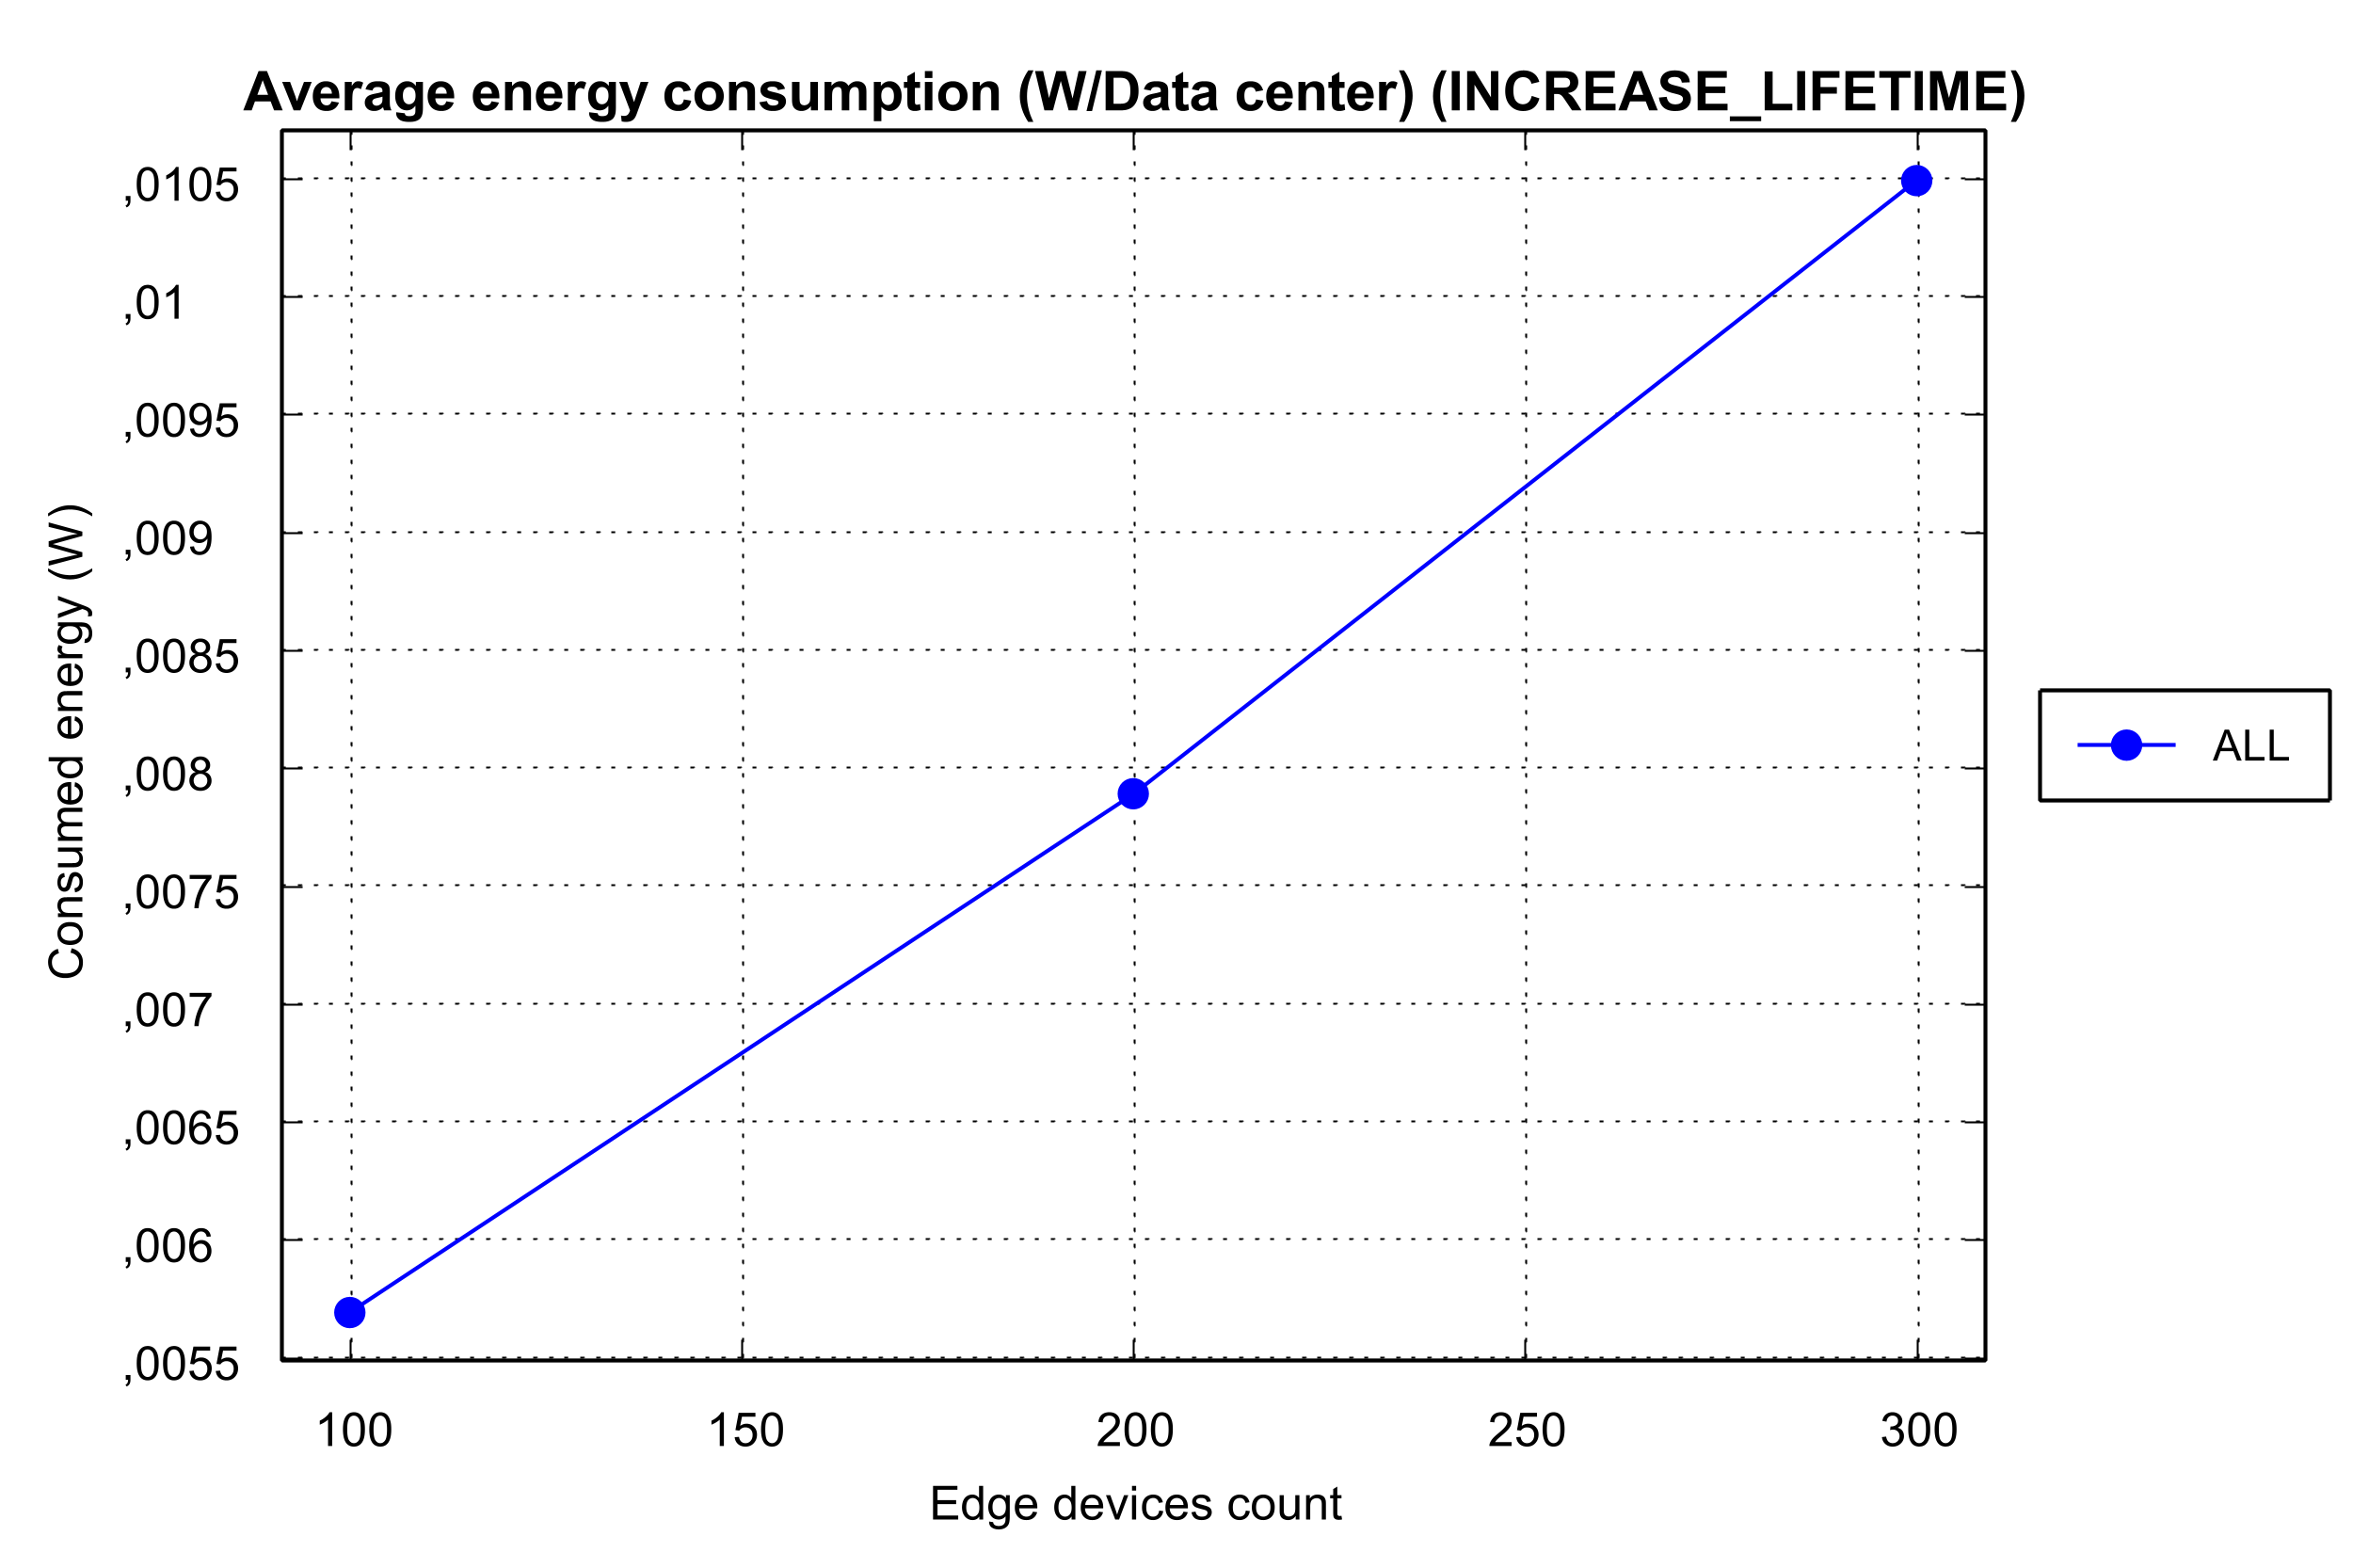 Average energy consumption (W/Data center) (INCREASE_LIFETIME)
,0105
,01
,0095
,009
,0085
,008
,0075
,007
,0065
,006
,0055
Consumed energy (W)
ALL
100 150 200 250 300
Edge devices count